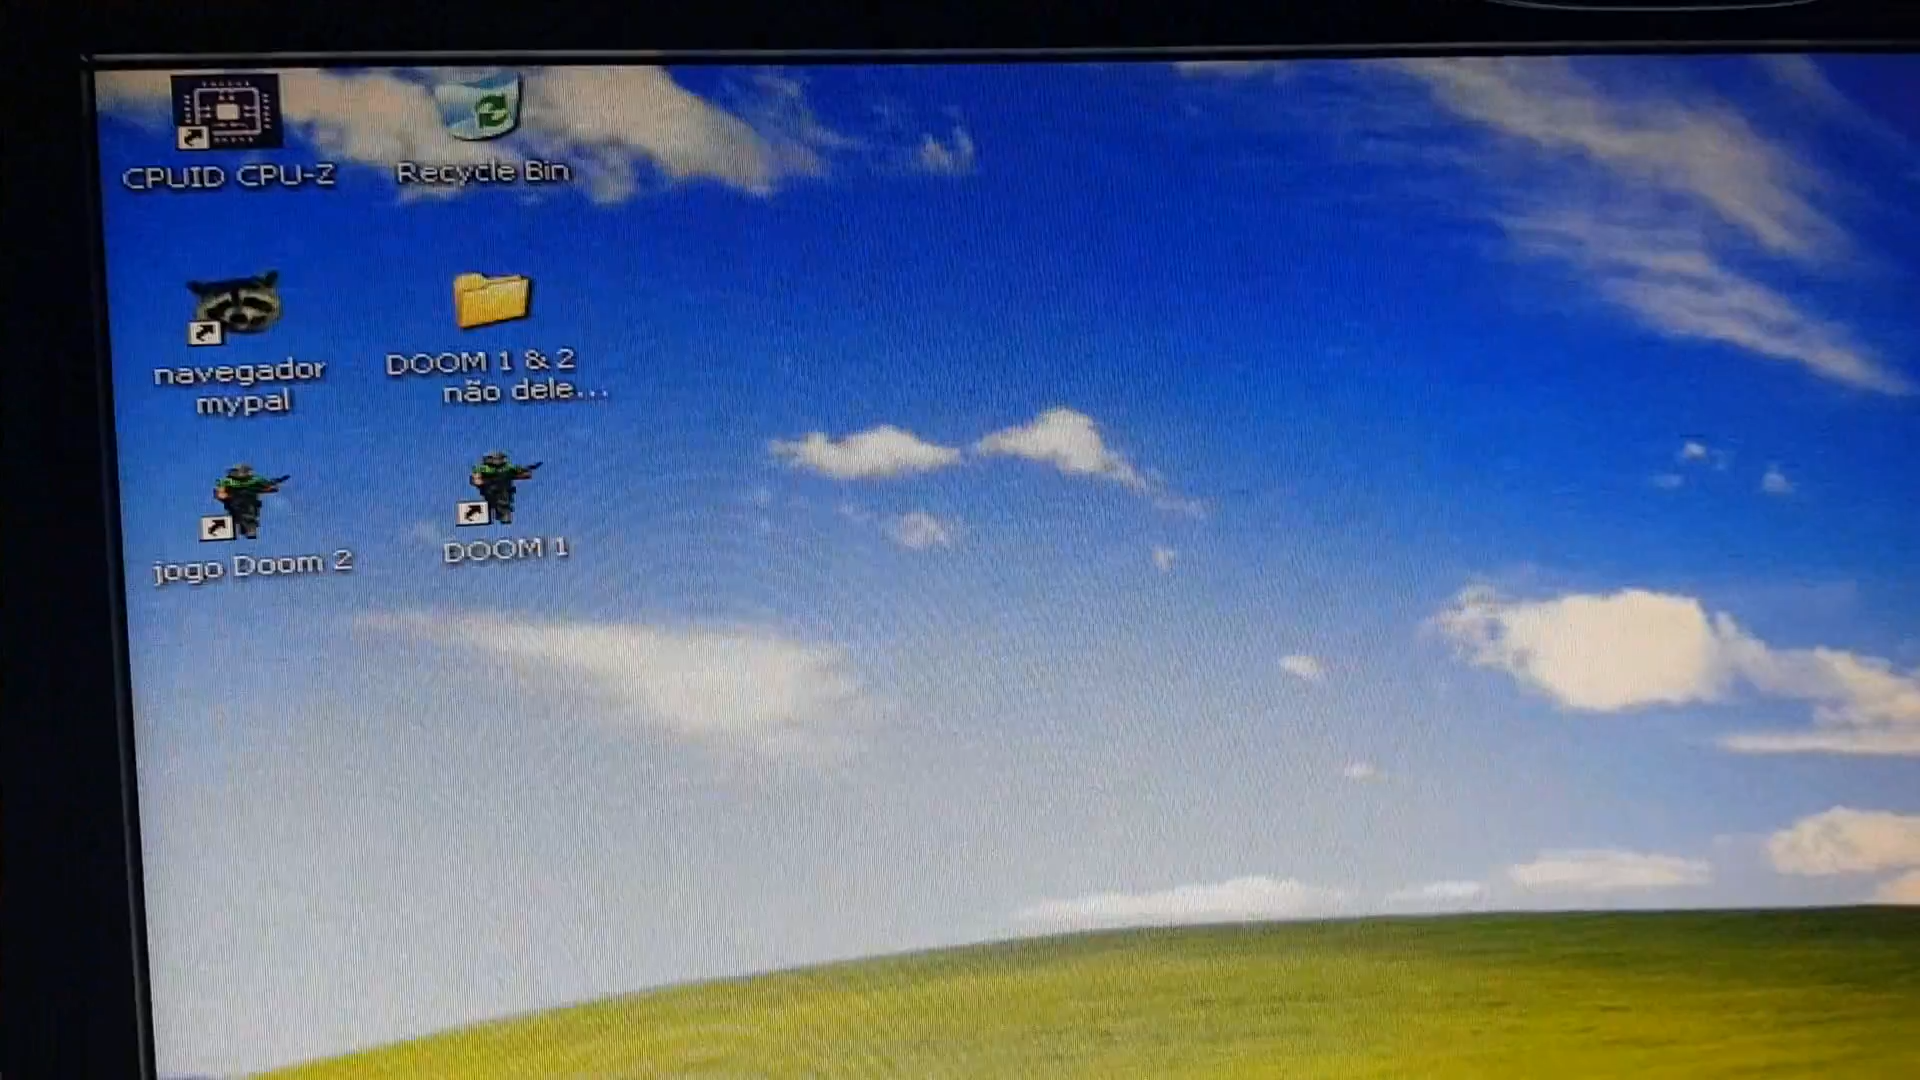 CPUID CPU-Z
Recycle Bin
navegador
mypal
DOOM 1 & 2
não dele...
jogo Doom 2
DOOM 1